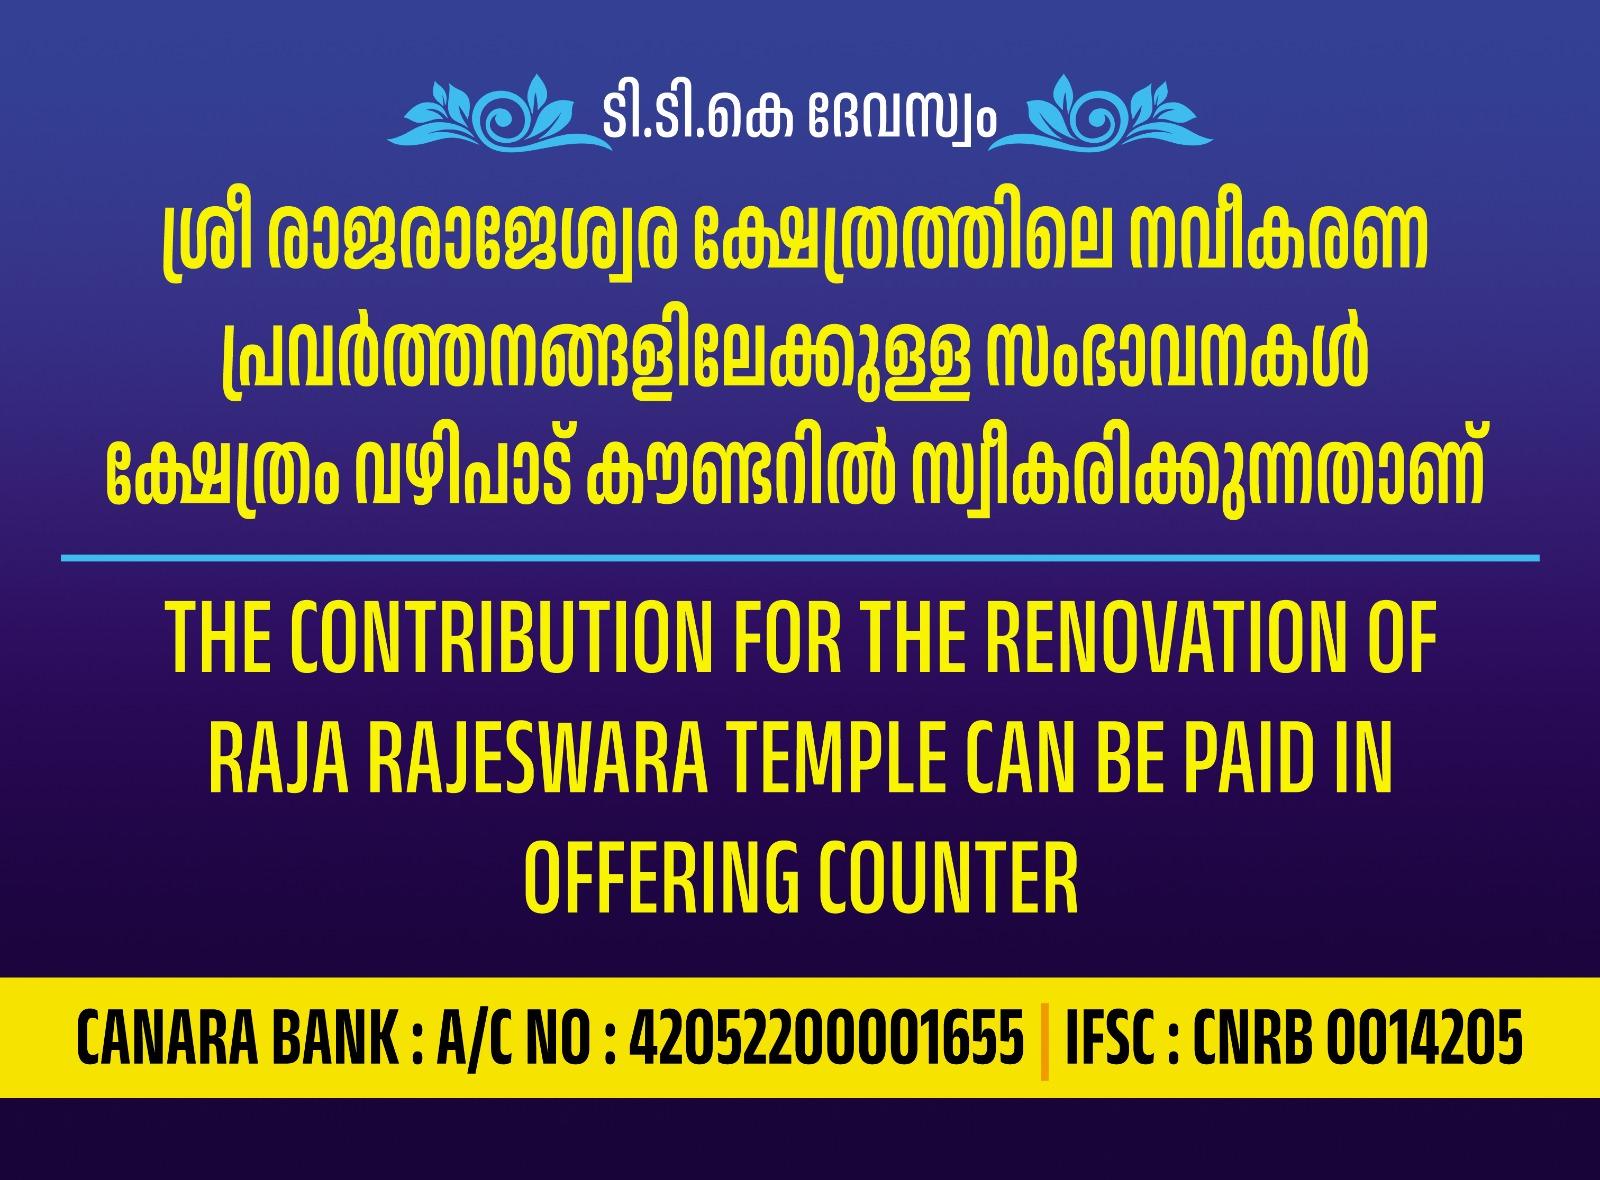 ടി.ടി.കെ ദേവസ്വം
ശ്രീ രാജരാജേശ്വര ക്ഷേത്രത്തിലെ നവീകരണ
പ്രവർത്തനങ്ങളിലേക്കുള്ള സംഭാവനകൾ
ക്ഷേത്രം വഴിപാട് കൗണ്ടറിൽ സ്വീകരിക്കുന്നതാണ്
THE CONTRIBUTION FOR THE RENOVATION OF
RAJA RAJESWARA TEMPLE CAN BE PAID IN
OFFERING COUNTER
CANARA BANK : A/C NO : 42052200001655 | IFSC : CNRB 0014205